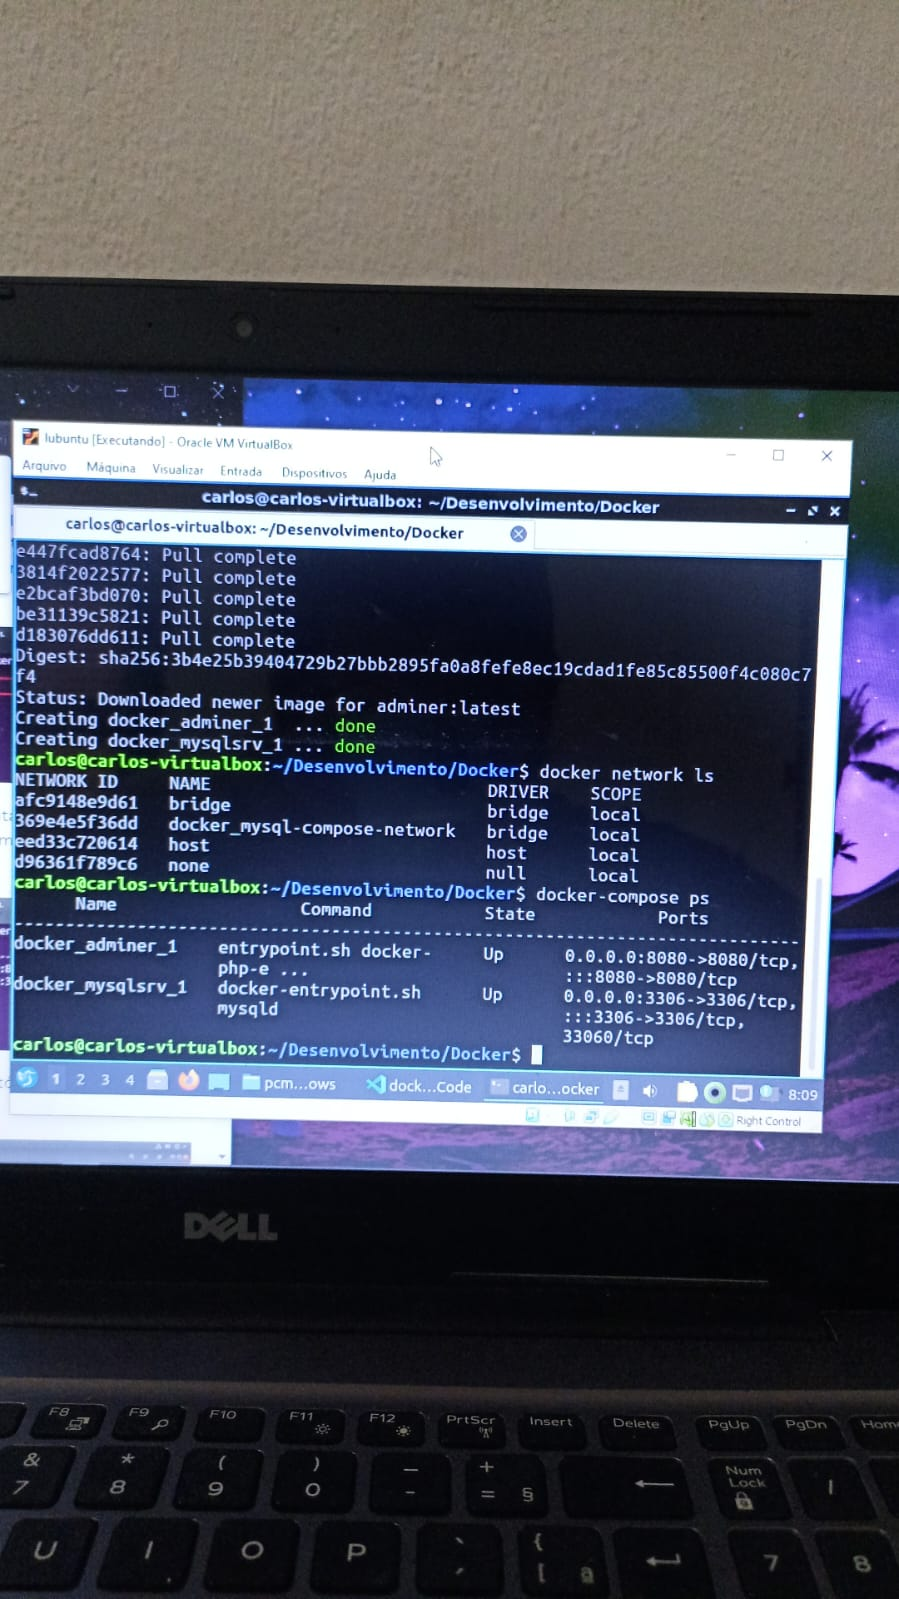 lubuntu [Executando] - Oracle VM VirtualBox
Arquivo Máquina Visualizar Entrada Dispositivos Ajuda
$_ carlos@carlos-virtualbox: ~/Desenvolvimento/Docker
carlos@carlos-virtualbox: ~/Desenvolvimento/Docker
e447fcad8764: Pull complete
3814f2022577: Pull complete
e2bcaf3bd070: Pull complete
be31139c5821: Pull complete
d183076dd611: Pull complete
Digest: sha256:3b4e25b39404729b27bbb2895fa0a8fefe8ec19cdad1fe85c85500f4c080c7
f4
Status: Downloaded newer image for adminer:latest
Creating docker_adminer_1 ... done
Creating docker_mysqlsrv_1 ... done
carlos@carlos-virtualbox:~/Desenvolvimento/Docker$ docker network ls
NETWORK ID NAME DRIVER SCOPE
afc9148e9d61 bridge bridge local
369e4e5f36dd docker_mysql-compose-network bridge local
eed33c720614 host host local
d96361f789c6 none null local
carlos@carlos-virtualbox:~/Desenvolvimento/Docker$ docker-compose ps
Name Command State Ports
--------------------------------------------------------------------------
docker_adminer_1 entrypoint.sh docker- Up 0.0.0.0:8080->8080/tcp,
php-e ... :::8080->8080/tcp
docker_mysqlsrv_1 docker-entrypoint.sh Up 0.0.0.0:3306->3306/tcp,
mysqld :::3306->3306/tcp,
33060/tcp
carlos@carlos-virtualbox:~/Desenvolvimento/Docker$
1 2 3 4 pcm...ows dock...Code carlo...ocker 8:09
Right Control
DELL
F8 F9 F10 F11 F12 PrtScr Insert Delete PgUp PgDn Home
& * ( ) _ + Num
7 8 9 0 - = § Lock /
U I O P ` { 7 8
´ [ ª